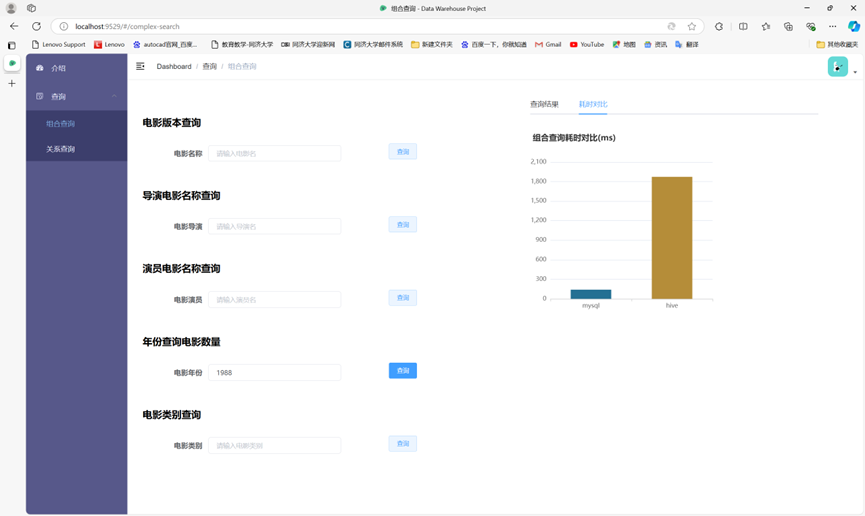 组合查询 - Data Warehouse Project
localhost:9529/#/complex-search
Lenovo Support
Lenovo
autocad官网_百度...
教育教学-同济大学
同济大学迎新网
同济大学邮件系统
新建文件夹
百度一下，你就知道
Gmail
YouTube
地图
资讯
翻译
其他收藏夹
介绍
查询
组合查询
关系查询
Dashboard / 查询 / 组合查询
电影版本查询
电影名称 请输入电影名 查询
导演电影名称查询
电影导演 请输入导演名 查询
演员电影名称查询
电影演员 请输入演员名 查询
年份查询电影数量
电影年份 1988 查询
电影类别查询
电影类别 请输入电影类别 查询
查询结果 耗时对比
组合查询耗时对比(ms)
2,100
1,800
1,500
1,200
900
600
300
0
mysql hive